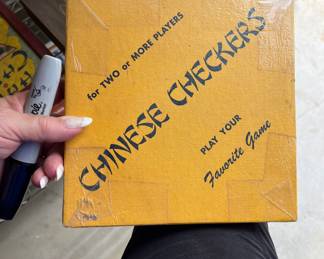 for TWO or MORE PLAYERS
CHINESE CHECKERS
PLAY YOUR
Favorite Game